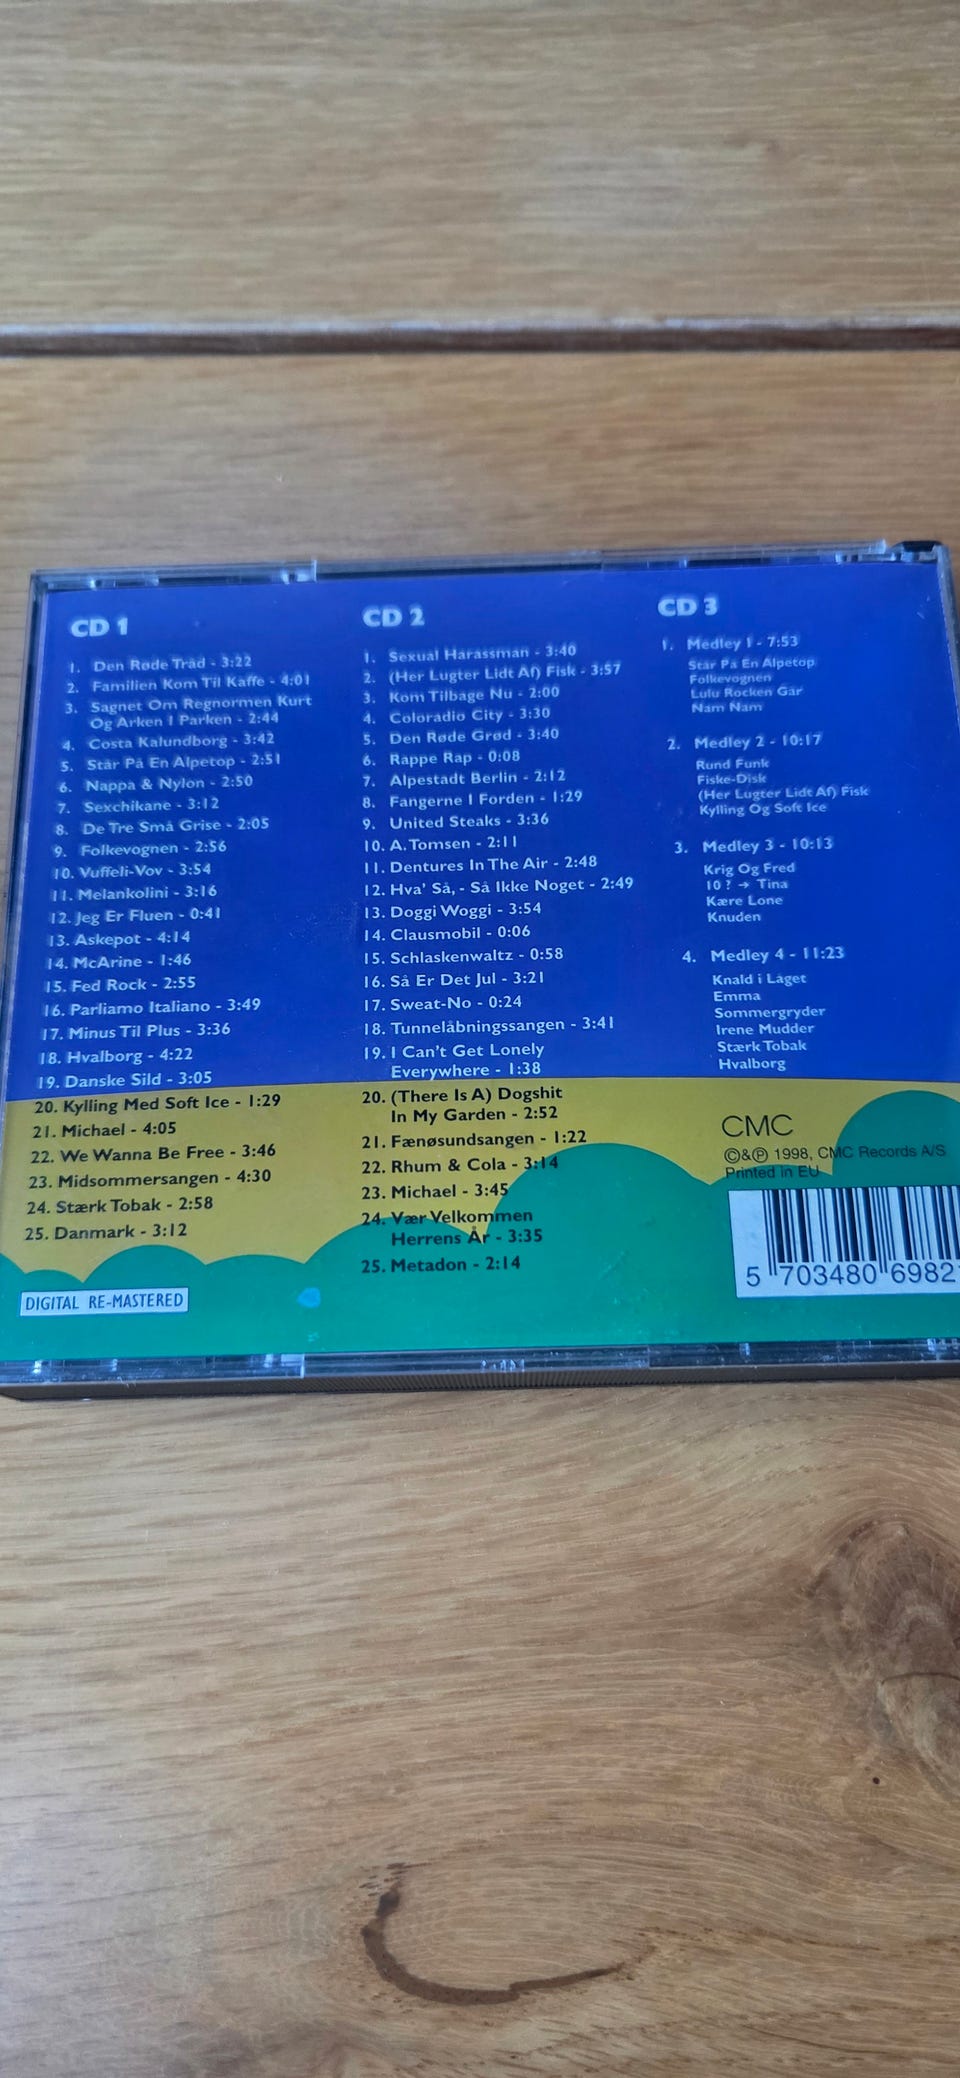 CD 1
1. Den Røde Tråd - 3:22
2. Familien Kom Til Kaffe - 4:01
3. Sagnet Om Regnormen Kurt
Og Arken I Parken - 2:44
4. Costa Kalundborg - 3:42
5. Står På En Alpetop - 2:51
6. Nappa & Nylon - 2:50
7. Sexchikane - 3:12
8. De Tre Små Grise - 2:05
9. Folkevognen - 2:56
10. Vuffeli-Vov - 3:54
11. Melankolini - 3:16
12. Jeg Er Fluen - 0:41
13. Askepot - 4:14
14. McArine - 1:46
15. Fed Rock - 2:55
16. Parliamo Italiano - 3:49
17. Minus Til Plus - 3:36
18. Hvalborg - 4:22
19. Danske Sild - 3:05
20. Kylling Med Soft Ice - 1:29
21. Michael - 4:05
22. We Wanna Be Free - 3:46
23. Midsommersangen - 4:30
24. Stærk Tobak - 2:58
25. Danmark - 3:12
DIGITAL RE-MASTERED
CD 2
1. Sexual Harassman - 3:40
2. (Her Lugter Lidt Af) Fisk - 3:57
3. Kom Tilbage Nu - 2:00
4. Coloradio City - 3:30
5. Den Røde Grød - 3:40
6. Rappe Rap - 0:08
7. Alpestadt Berlin - 2:12
8. Fangerne I Forden - 1:29
9. United Steaks - 3:36
10. A. Tomsen - 2:11
11. Dentures In The Air - 2:48
12. Hva' Så, - Så Ikke Noget - 2:49
13. Doggi Woggi - 3:54
14. Clausmobil - 0:06
15. Schlaskenwaltz - 0:58
16. Så Er Det Jul - 3:21
17. Sweat-No - 0:24
18. Tunnelåbningssangen - 3:41
19. I Can't Get Lonely
Everywhere - 1:38
20. (There Is A) Dogshit
In My Garden - 2:52
21. Fænøsundsangen - 1:22
22. Rhum & Cola - 3:14
23. Michael - 3:45
24. Vær Velkommen
Herrens År - 3:35
25. Metadon - 2:14
CD 3
1. Medley 1 - 7:53
Står På En Alpetop
Folkevognen
Lulu Rocken Går
Nam Nam
2. Medley 2 - 10:17
Rund Funk
Fiske-Disk
(Her Lugter Lidt Af) Fisk
Kylling Og Soft Ice
3. Medley 3 - 10:13
Krig Og Fred
10 ? → Tina
Kære Lone
Knuden
4. Medley 4 - 11:23
Knald i Låget
Emma
Sommergryder
Irene Mudder
Stærk Tobak
Hvalborg
CMC
©&℗ 1998, CMC Records A/S
Printed in EU
5 703480 6982